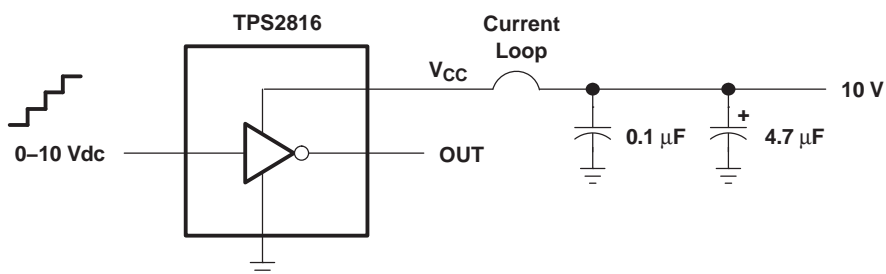 TPS2816
Current
Loop
VCC
10 V
+
0.1 μF
4.7 μF
0–10 Vdc
OUT